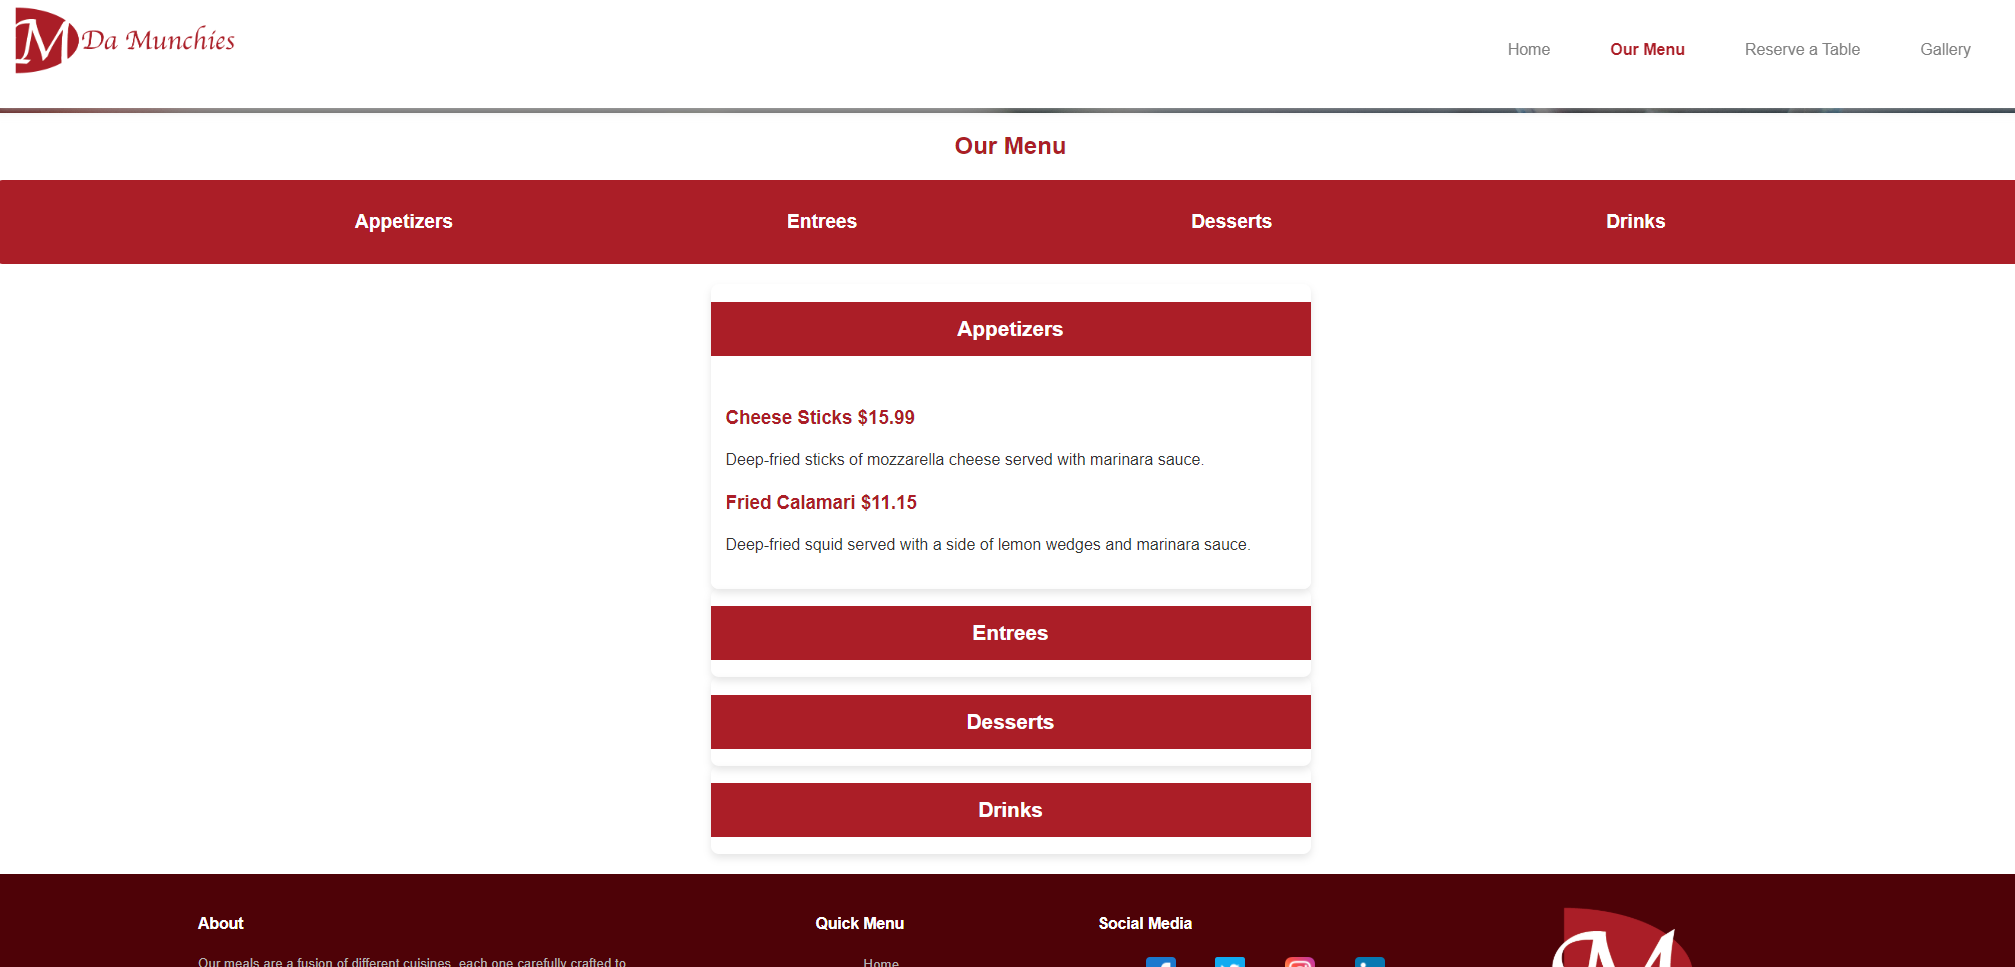 M Da Munchies
Home Our Menu Reserve a Table Gallery
Our Menu
Appetizers Entrees Desserts Drinks
Appetizers
Cheese Sticks $15.99
Deep-fried sticks of mozzarella cheese served with marinara sauce.
Fried Calamari $11.15
Deep-fried squid served with a side of lemon wedges and marinara sauce.
Entrees
Desserts
Drinks
About Quick Menu Social Media
Our meals are a fusion of different cuisines, each one carefully crafted to
Home
M